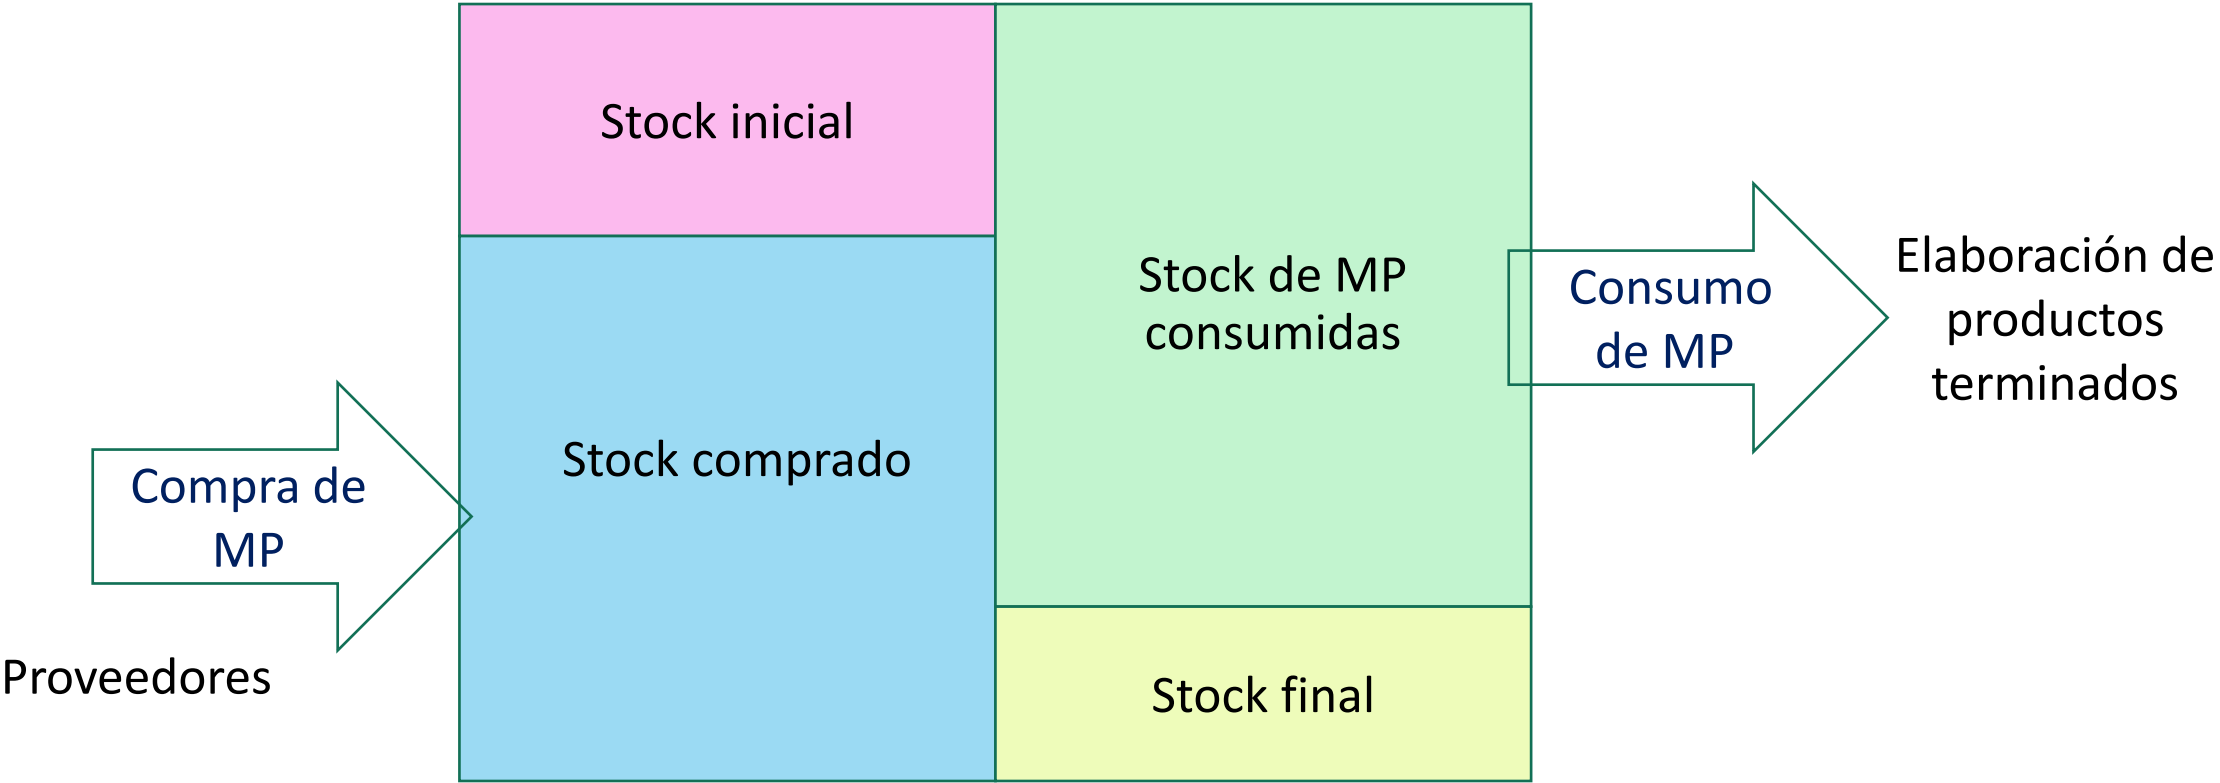 Stock inicial
Stock de MP
consumidas
Consumo
de MP
Elaboración de
productos
terminados
Stock comprado
Compra de
MP
Proveedores
Stock final